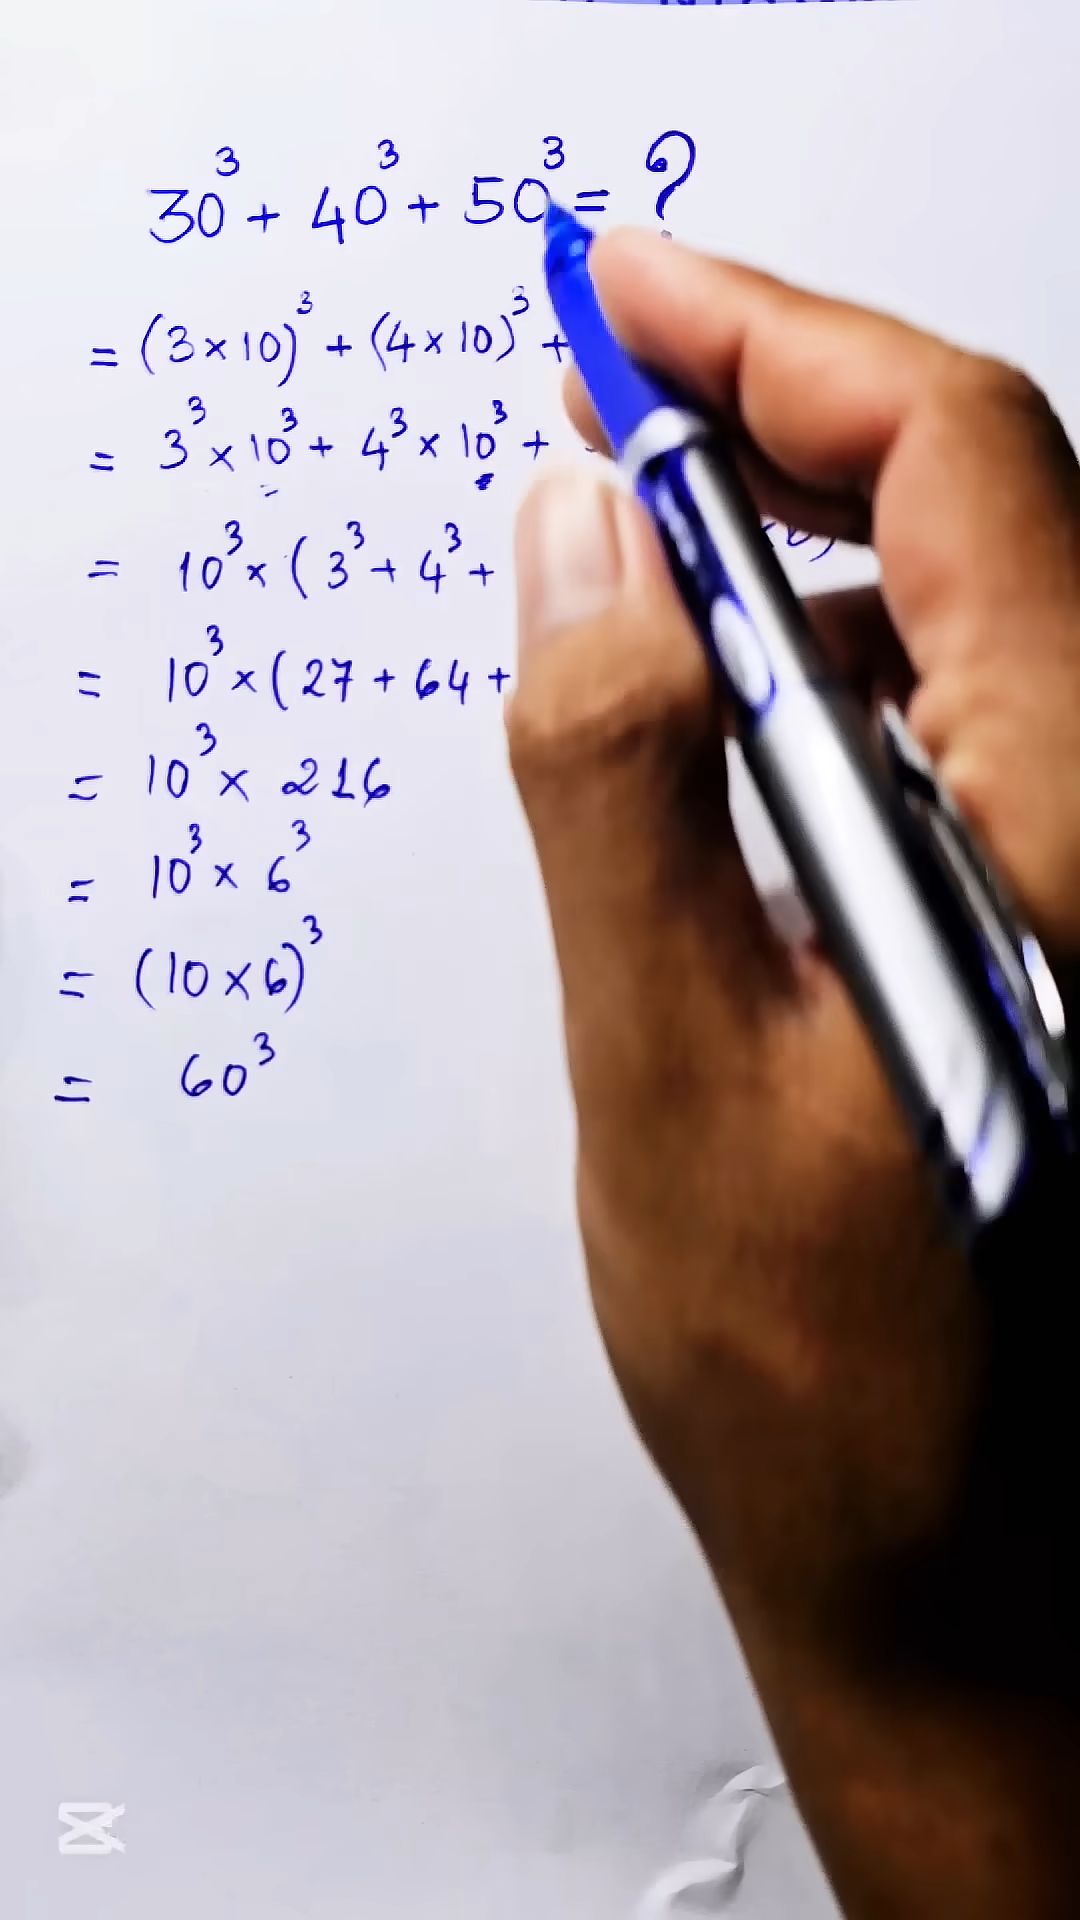 30³ + 40³ + 50³ = ?
= (3 × 10)³ + (4 × 10)³ +
= 3³ × 10³ + 4³ × 10³ +
= 10³ × (3³ + 4³ +
= 10³ × (27 + 64 +
= 10³ × 216
= 10³ × 6³
= (10 × 6)³
= 60³